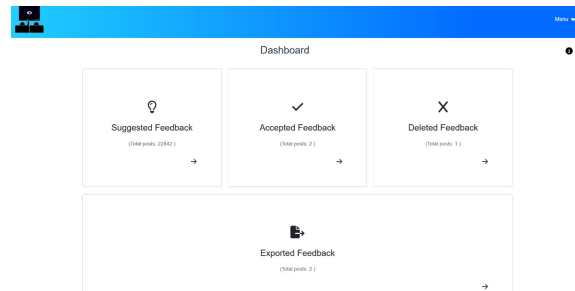 Menu
Dashboard
Suggested Feedback
(Total posts: 22842 )
Accepted Feedback
(Total posts: 2 )
Deleted Feedback
(Total posts: 1 )
Exported Feedback
(Total posts: 2 )